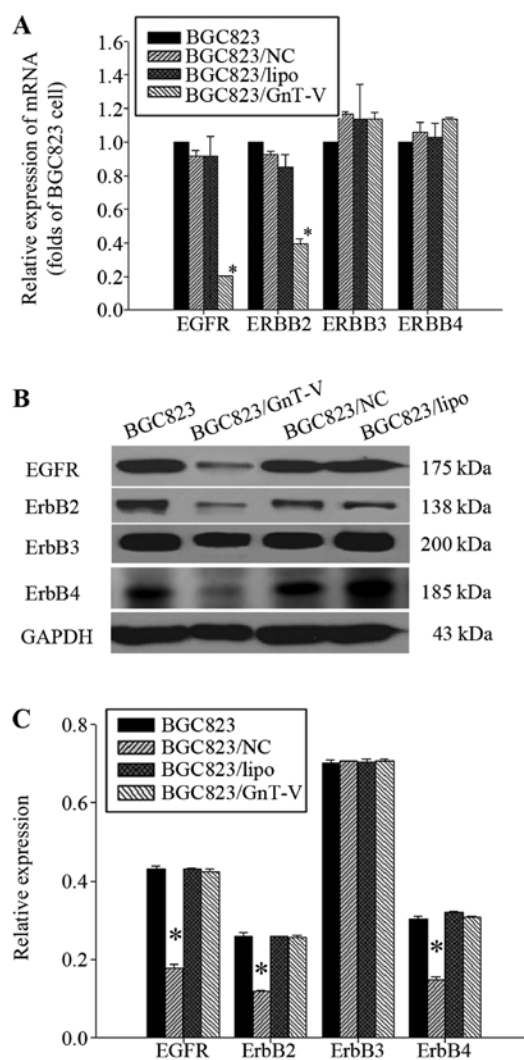 A
BGC823
BGC823/NC
BGC823/lipo
BGC823/GnT-V
Relative expression of mRNA
(folds of BGC823 cell)
1.6
1.4
1.2
1.0
0.8
0.6
0.4
0.2
0.0
*
*
EGFR ERBB2 ERBB3 ERBB4
B
BGC823 BGC823/GnT-V BGC823/NC BGC823/lipo
EGFR 175 kDa
ErbB2 138 kDa
ErbB3 200 kDa
ErbB4 185 kDa
GAPDH 43 kDa
C
BGC823
BGC823/NC
BGC823/lipo
BGC823/GnT-V
Relative expression
0.8
0.6
0.4
0.2
0.0
*
*
*
EGFR ErbB2 ErbB3 ErbB4